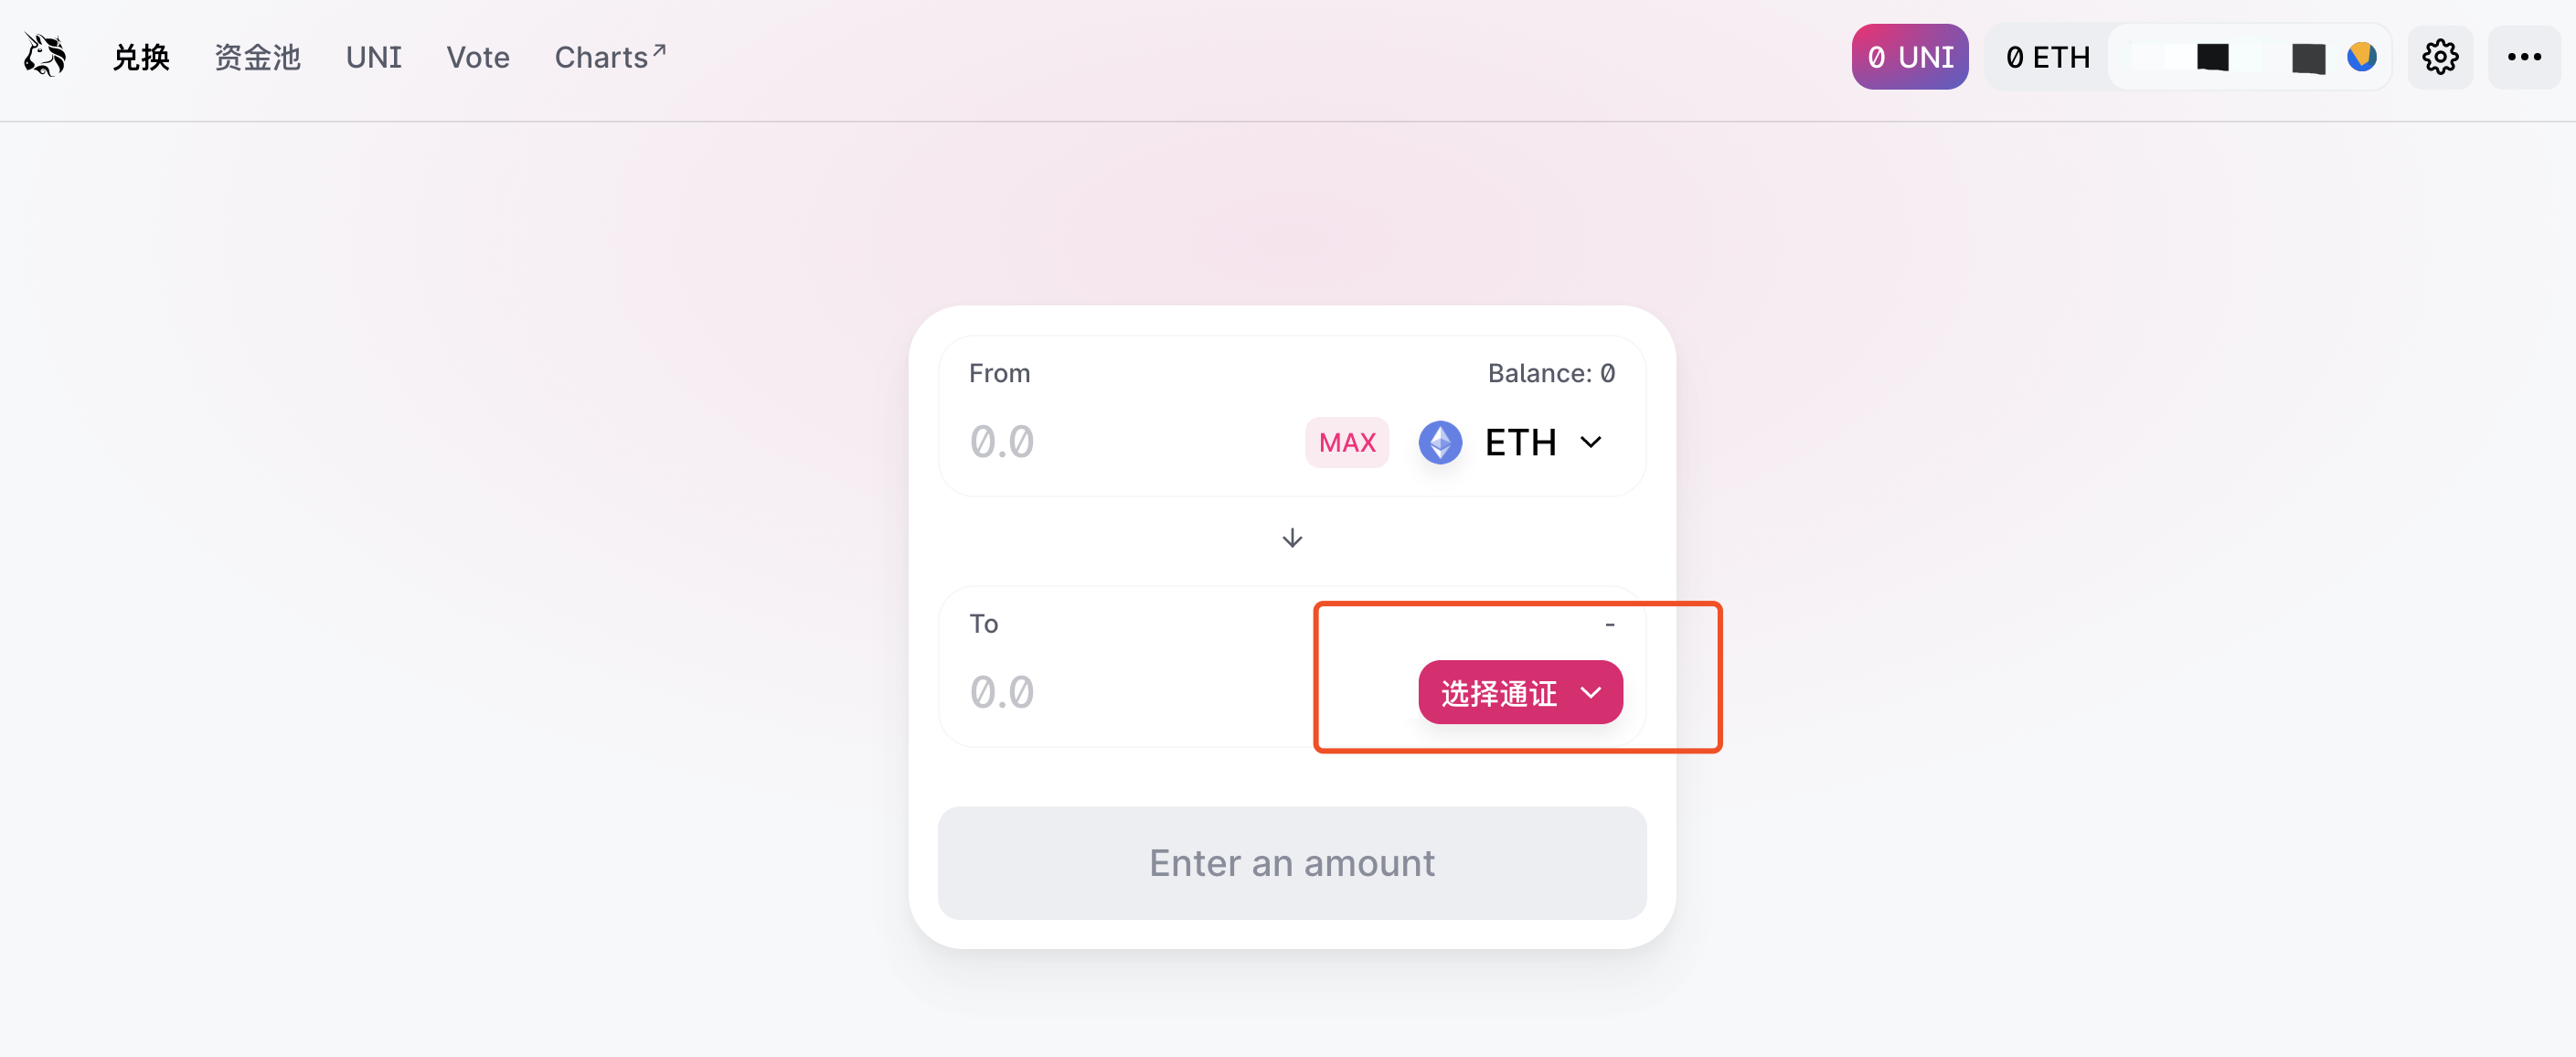 兑换 资金池 UNI Vote Charts↗ 0 UNI 0 ETH
From Balance: 0
0.0 MAX ETH
To -
0.0 选择通证
Enter an amount